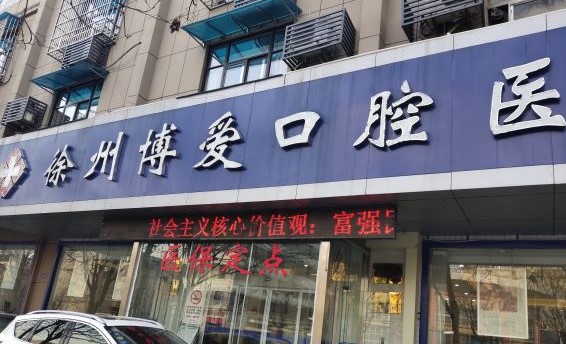 徐州博爱口腔医
社会主义核心价值观：富强
医保定点